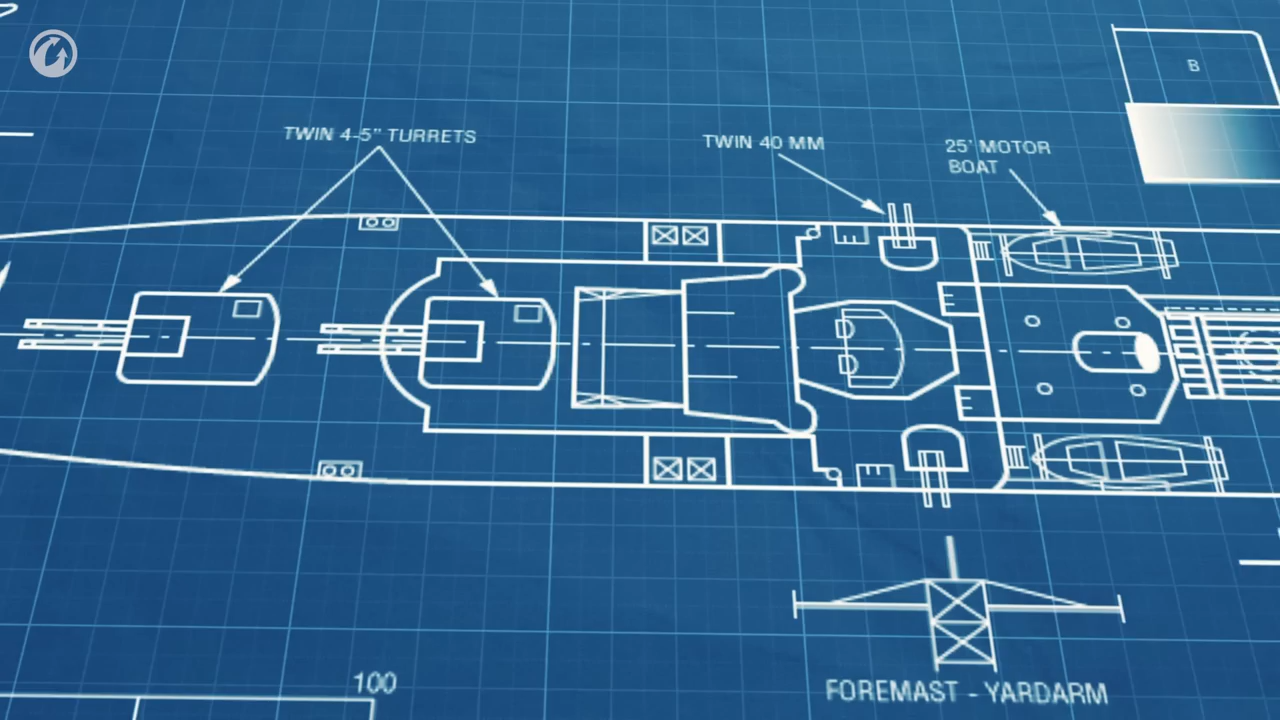 B
TWIN 4-5" TURRETS
TWIN 40 MM
25' MOTOR
BOAT
100
FOREMAST - YARDARM